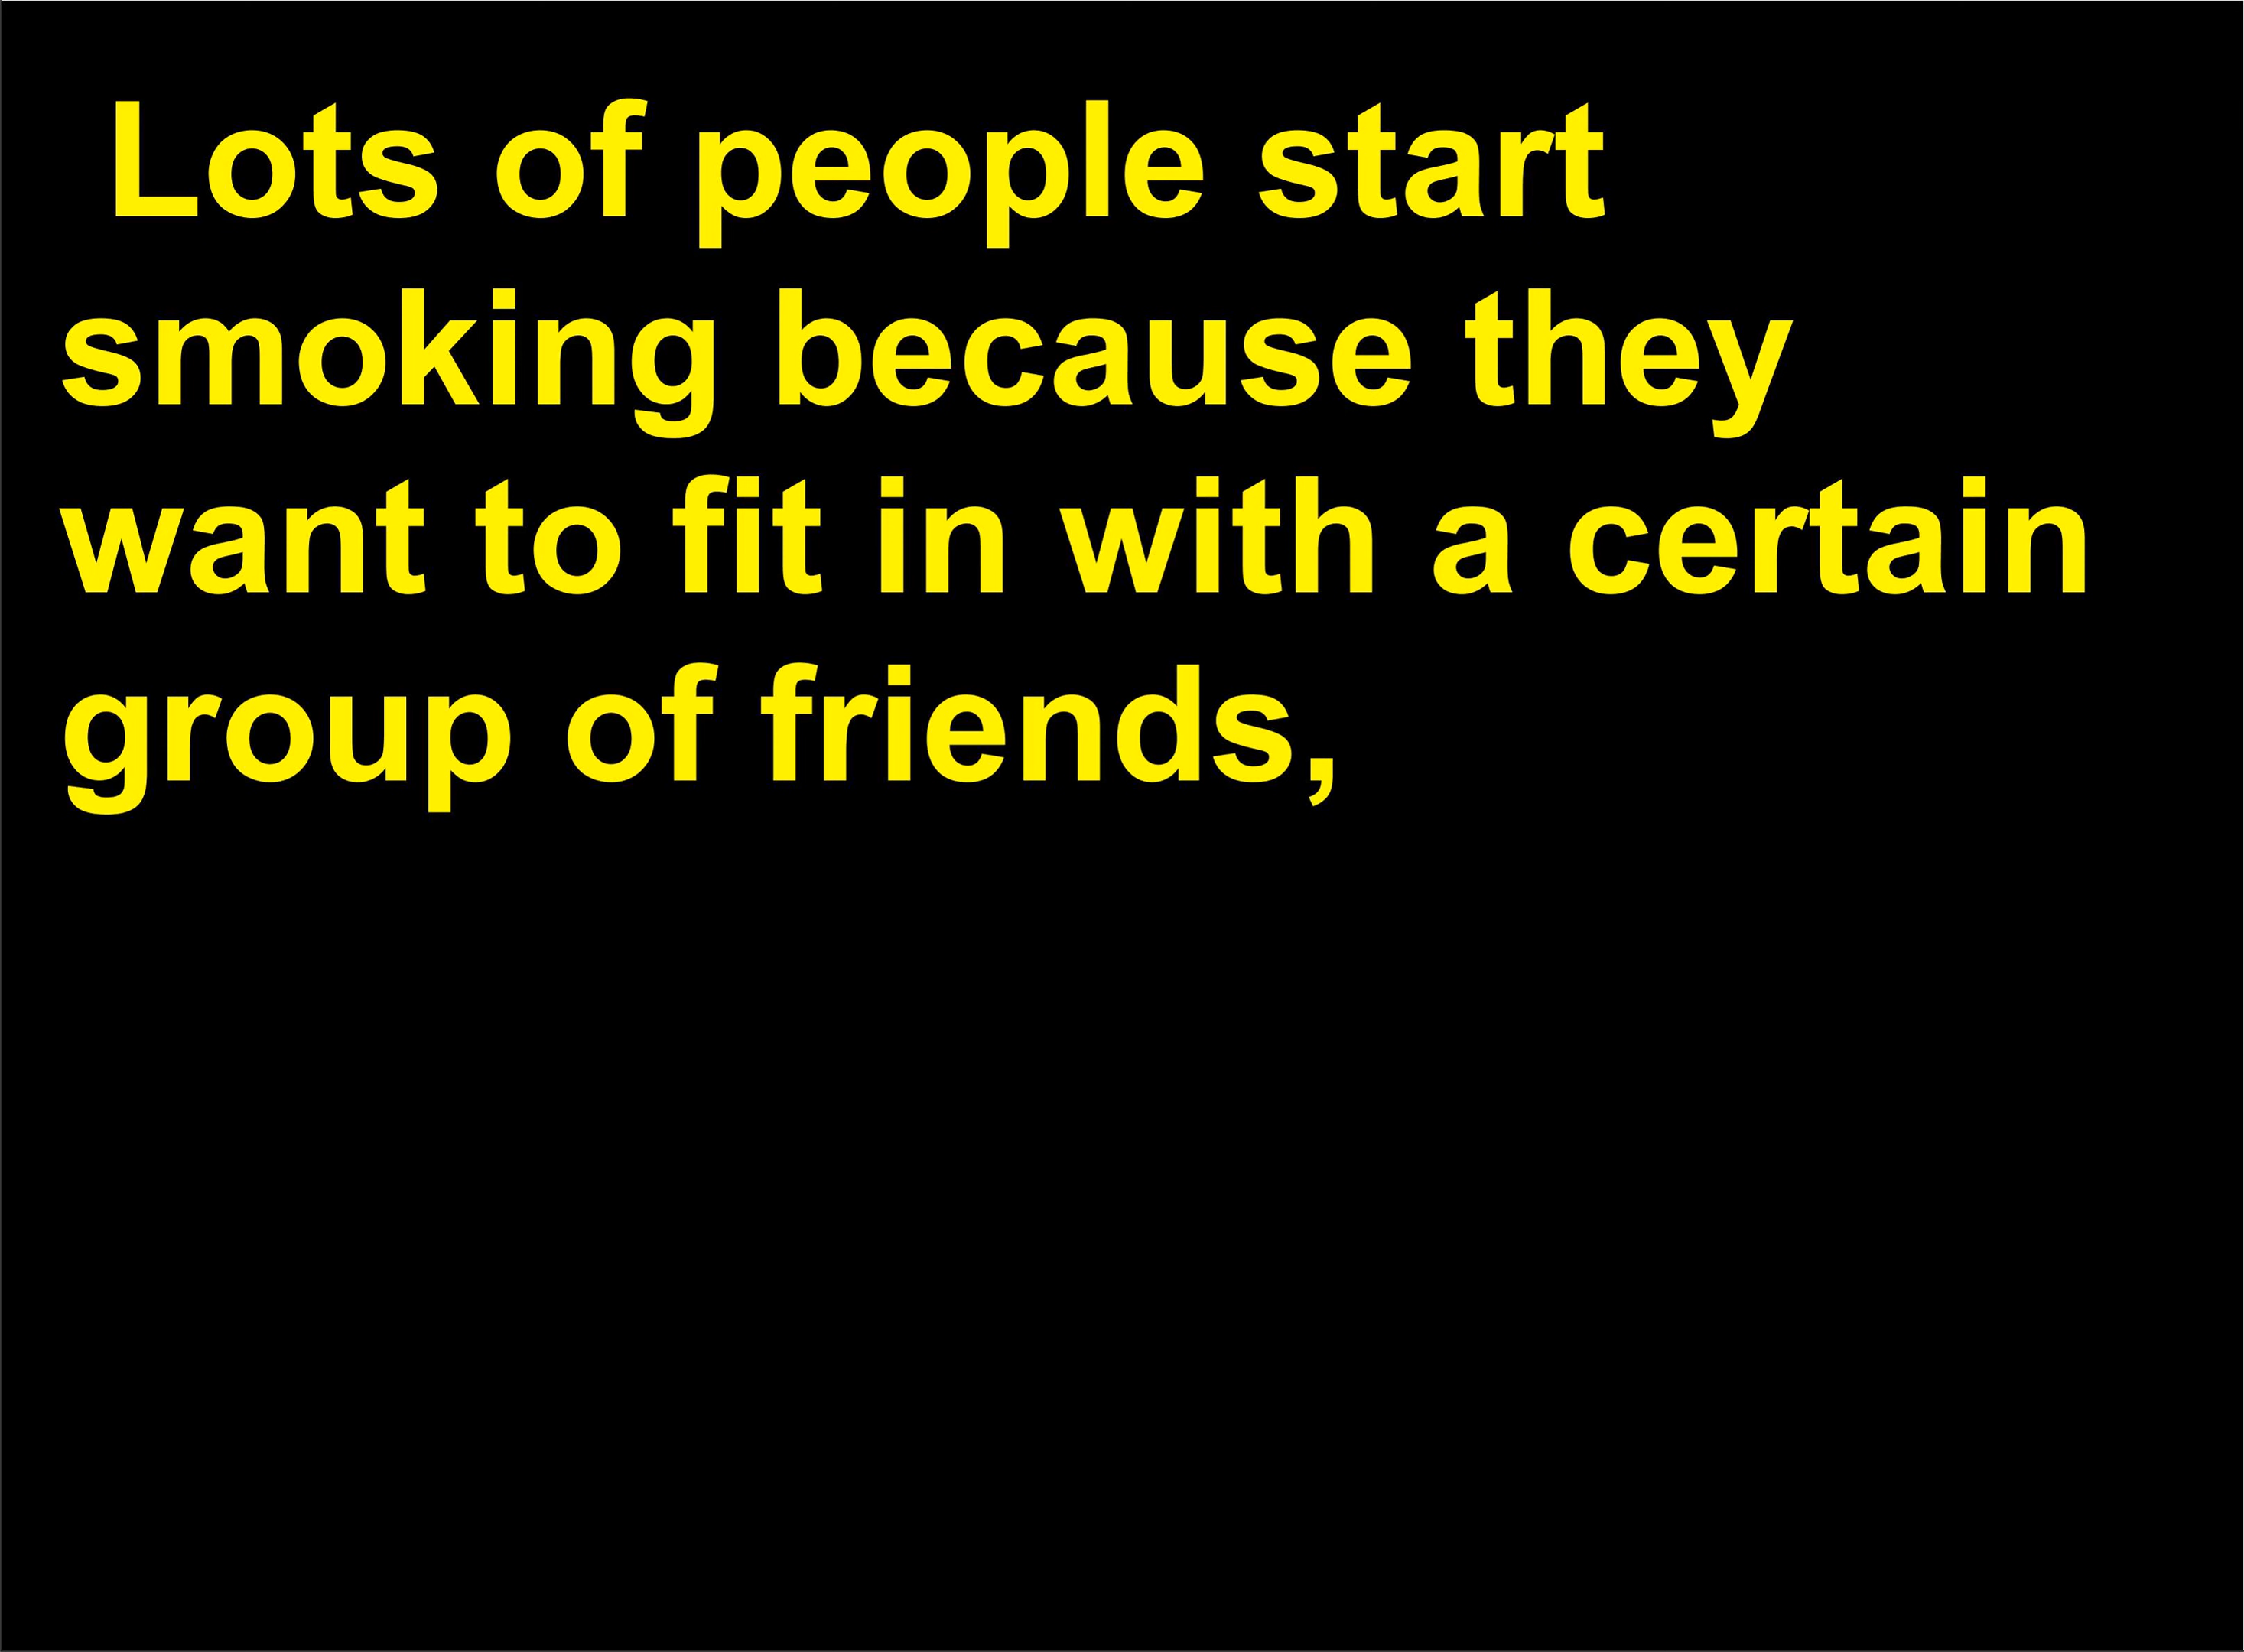 Lots of people start
smoking because they
want to fit in with a certain
group of friends,